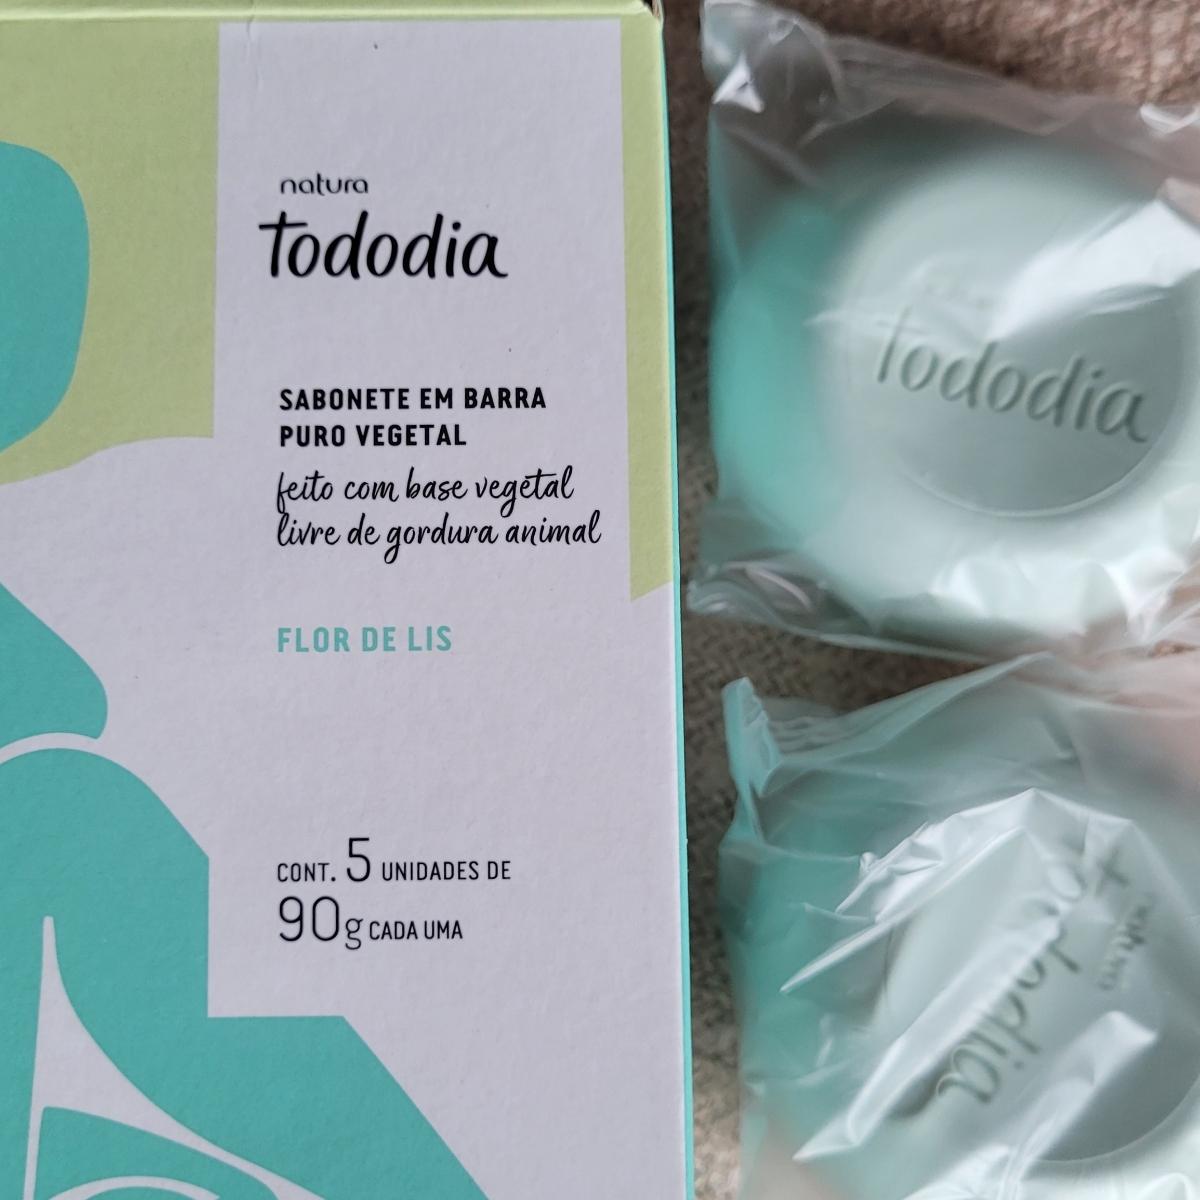 natura
tododia
SABONETE EM BARRA
PURO VEGETAL
feito com base vegetal
livre de gordura animal
FLOR DE LIS
CONT. 5 UNIDADES DE
90g CADA UMA
tododia
natura
tododia